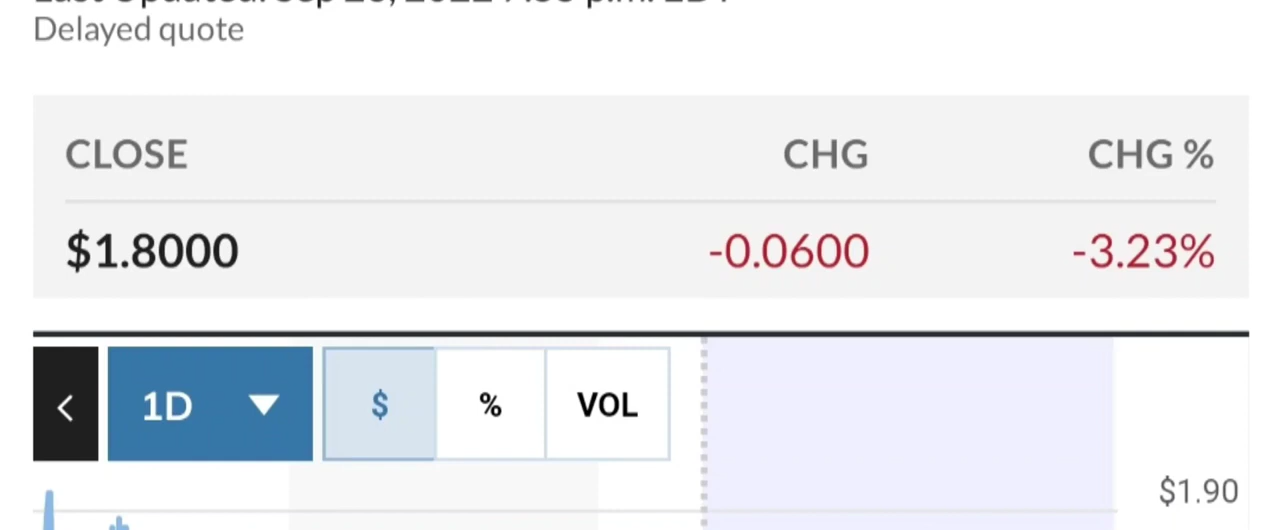 Delayed quote
CLOSE CHG CHG %
$1.8000 -0.0600 -3.23%
1D $ % VOL
$1.90